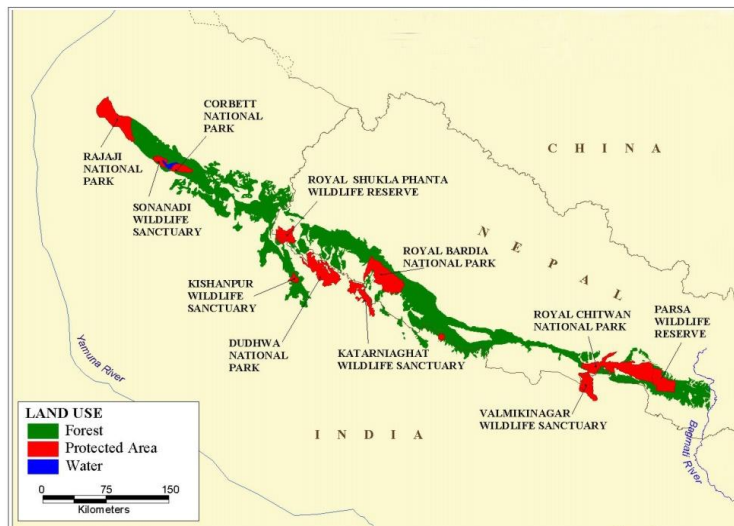 CORBETT
NATIONAL
PARK
RAJAJI
NATIONAL
PARK
SONANADI
WILDLIFE
SANCTUARY
ROYAL SHUKLA PHANTA
WILDLIFE RESERVE
CHINA
NEPAL
ROYAL BARDIA
NATIONAL PARK
KISHANPUR
WILDLIFE
SANCTUARY
DUDHWA
NATIONAL
PARK
KATARNIAGHAT
WILDLIFE SANCTUARY
ROYAL CHITWAN
NATIONAL PARK
PARSA
WILDLIFE
RESERVE
VALMIKINAGAR
WILDLIFE SANCTUARY
Yamuna River
Bagmati River
INDIA
LAND USE
Forest
Protected Area
Water
0 75 150
Kilometers